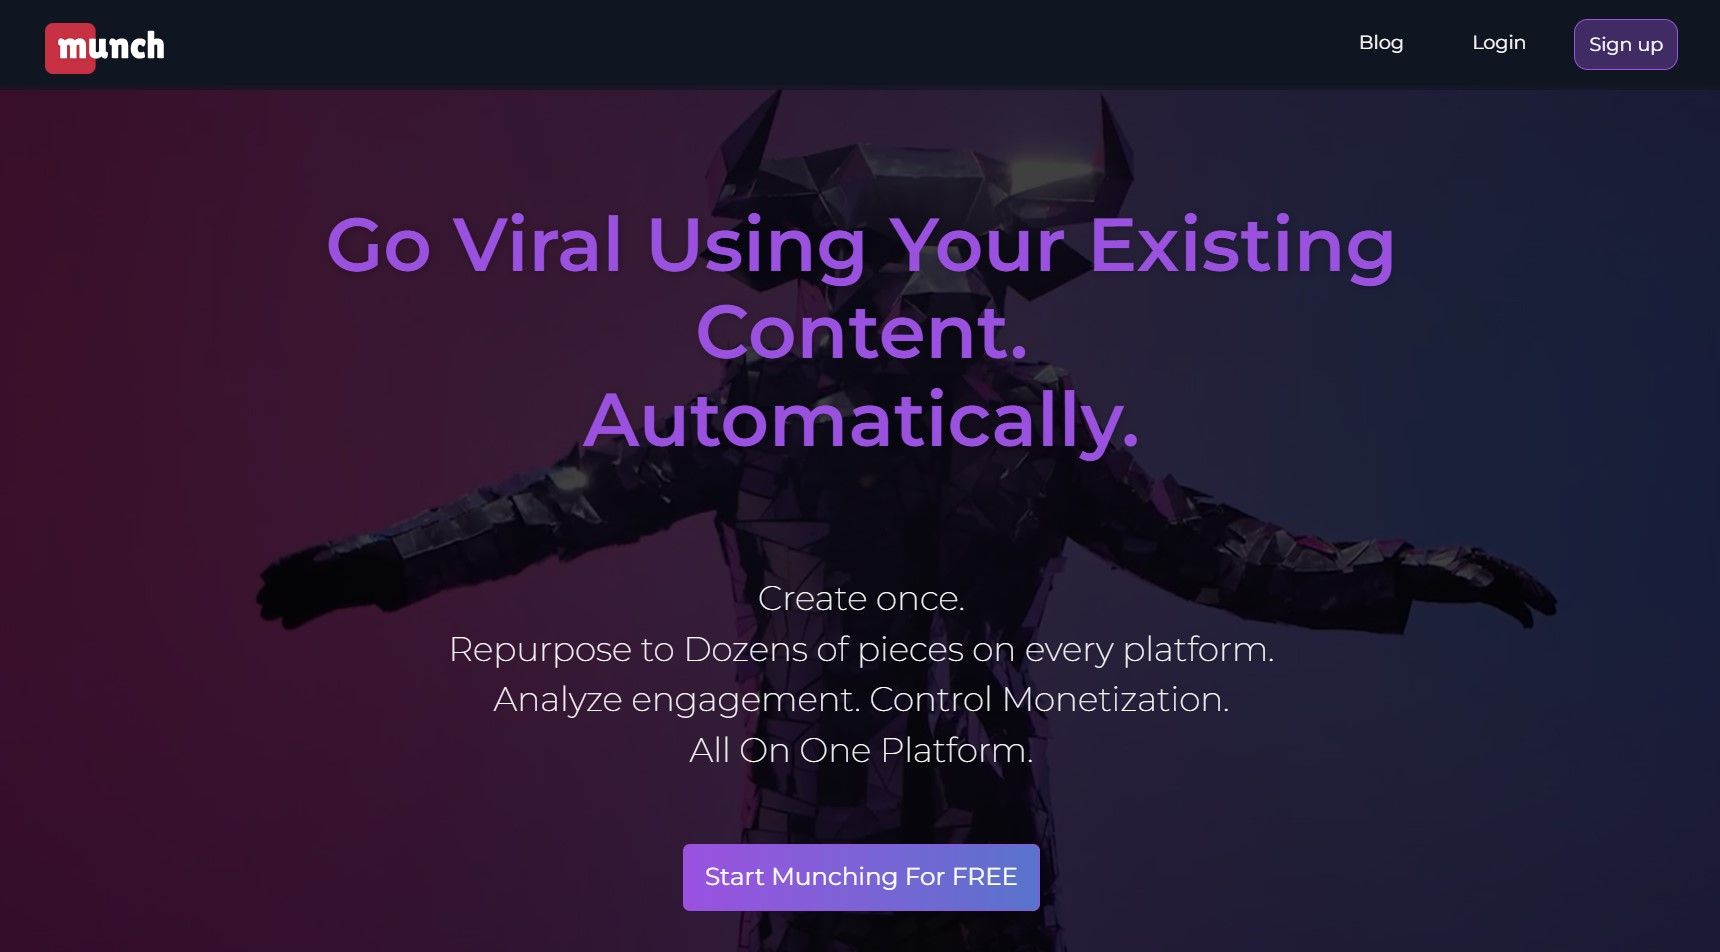 munch
Blog
Login
Sign up
Go Viral Using Your Existing
Content.
Automatically.
Create once.
Repurpose to Dozens of pieces on every platform.
Analyze engagement. Control Monetization.
All On One Platform.
Start Munching For FREE